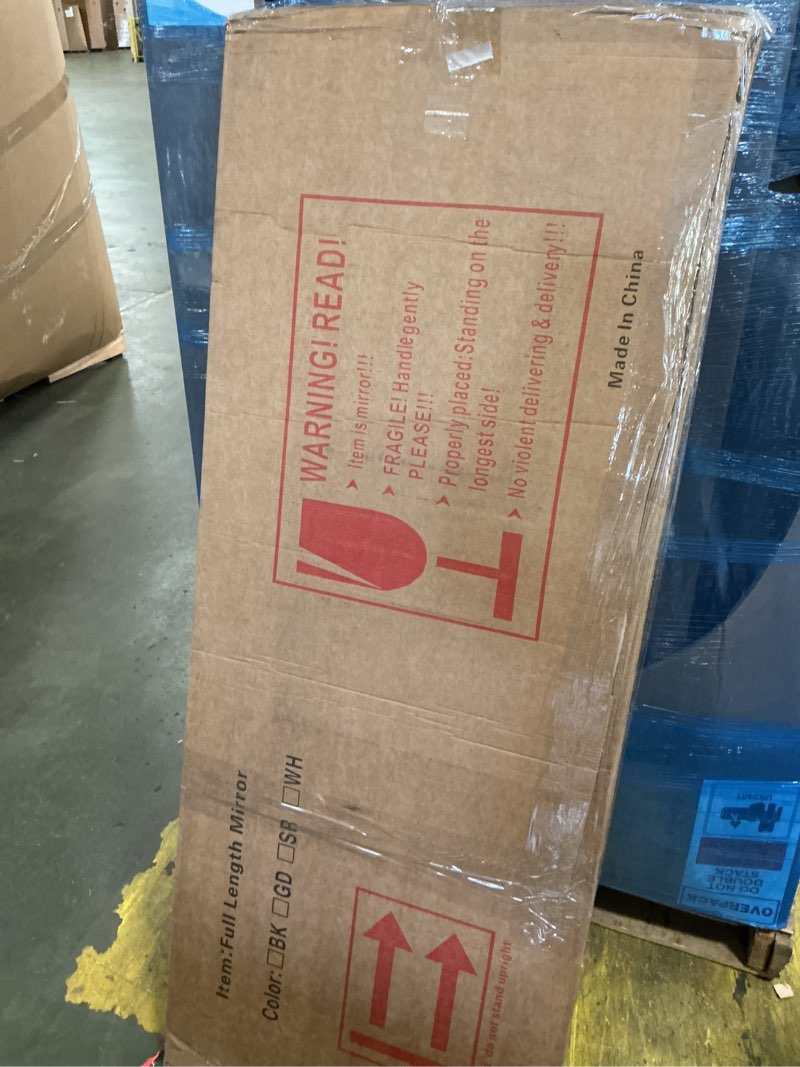 WARNING! READ!
Item is mirror!!!
FRAGILE! Handle gently
PLEASE!!!
Properly placed: Standing on the
longest side!
No violent delivering & delivery!!!
Made In China
Item:Full Length Mirror
Color:□BK □GD □SR □WH
do not stand upright
OVERPACK
DO NOT
DOUBLE
STACK